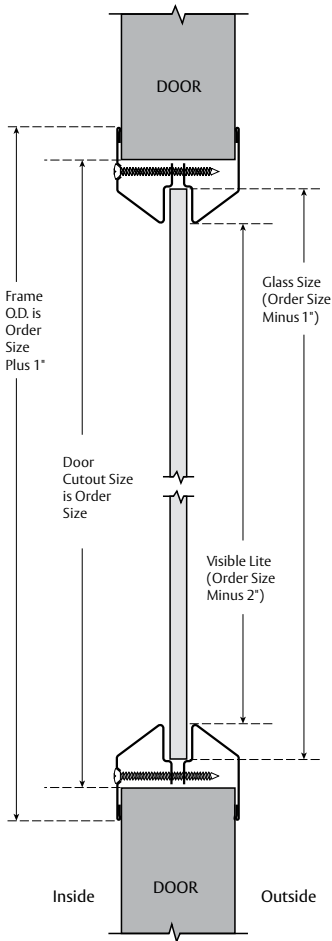 DOOR
Glass Size
(Order Size
Minus 1")
Frame
O.D. is
Order
Size
Plus 1"
Door
Cutout Size
is Order
Size
Visible Lite
(Order Size
Minus 2")
Inside
DOOR
Outside